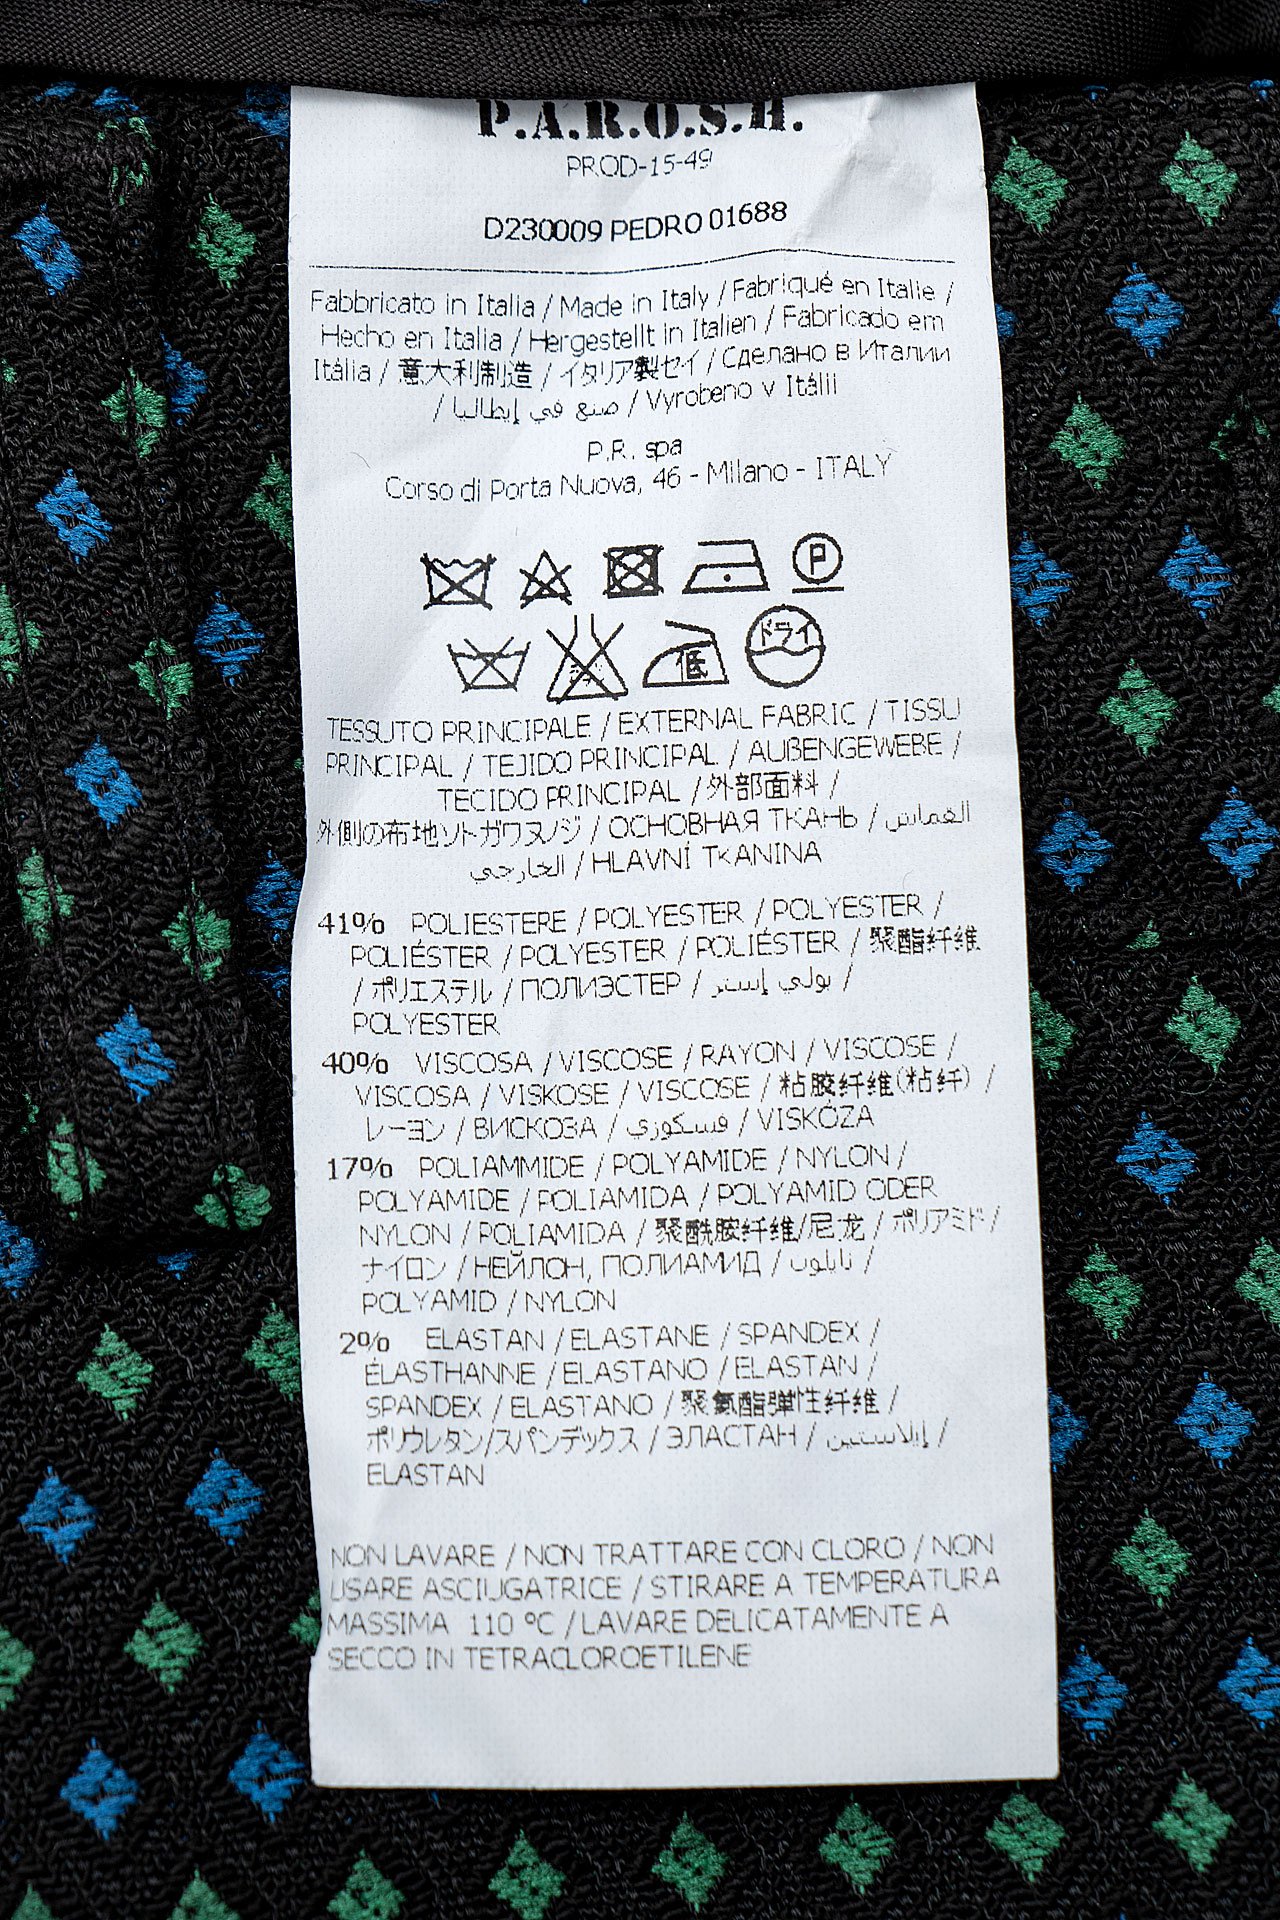 P.A.R.O.S.H.
PROD-15-49
D230009 PEDRO 01688
Fabbricato in Italia / Made in Italy / Fabriqué en Italie /
Hecho en Italia / Hergestellt in Italien / Fabricado em
Itália / 意大利制造 / イタリア製セイ / Сделано в Италии
/ صنع في إيطاليا / Vyrobeno v Itálii
P.R. spa
Corso di Porta Nuova, 46 - Milano - ITALY
P
ドライ
低
TESSUTO PRINCIPALE / EXTERNAL FABRIC / TISSU
PRINCIPAL / TEJIDO PRINCIPAL / AUßENGEWEBE /
TECIDO PRINCIPAL / 外部面料 /
外側の布地ソトガワヌノジ / ОСНОВНАЯ ТКАНЬ / القماش
الخارجي / HLAVNÍ TKANINA
41% POLIESTERE / POLYESTER / POLYESTER /
POLIÉSTER / POLYESTER / POLIÉSTER / 聚酯纤维
/ ポリエステル / ПОЛИЭСТЕР / بولي إستر /
POLYESTER
40% VISCOSA / VISCOSE / RAYON / VISCOSE /
VISCOSA / VISKOSE / VISCOSE / 粘胶纤维(粘纤) /
レーヨン / ВИСКОЗА / فسكوزي / VISKÓZA
17% POLIAMMIDE / POLYAMIDE / NYLON /
POLYAMIDE / POLIAMIDA / POLYAMID ODER
NYLON / POLIAMIDA / 聚酰胺纤维/尼龙 / ポリアミド /
ナイロン / НЕЙЛОН, ПОЛИАМИД / نايلون /
POLYAMID / NYLON
2% ELASTAN / ELASTANE / SPANDEX /
ÉLASTHANNE / ELASTANO / ELASTAN /
SPANDEX / ELASTANO / 聚氨酯弹性纤维 /
ポリウレタン/スパンデックス / ЭЛАСТАН / إيلاستين /
ELASTAN
NON LAVARE / NON TRATTARE CON CLORO / NON
USARE ASCIUGATRICE / STIRARE A TEMPERATURA
MASSIMA 110 °C / LAVARE DELICATAMENTE A
SECCO IN TETRACLOROETILENE